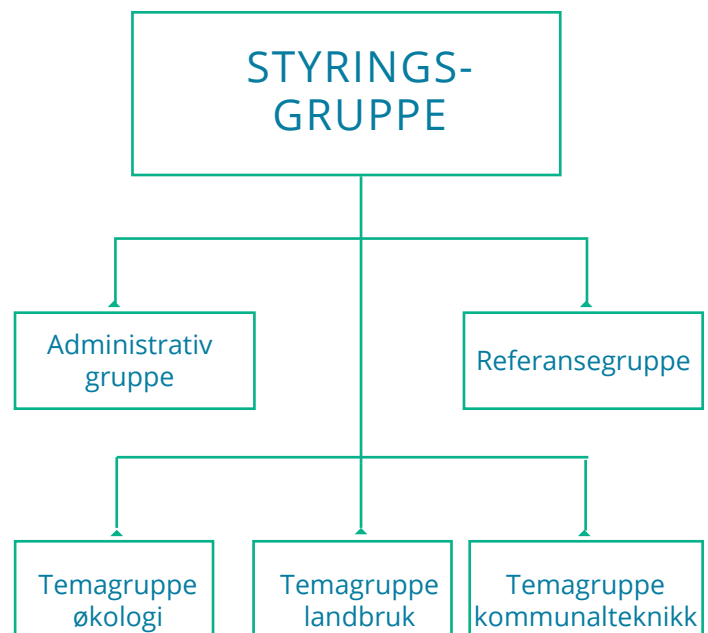 STYRINGS-
GRUPPE
Administrativ
gruppe
Referansegruppe
Temagruppe
økologi
Temagruppe
landbruk
Temagruppe
kommunalteknikk